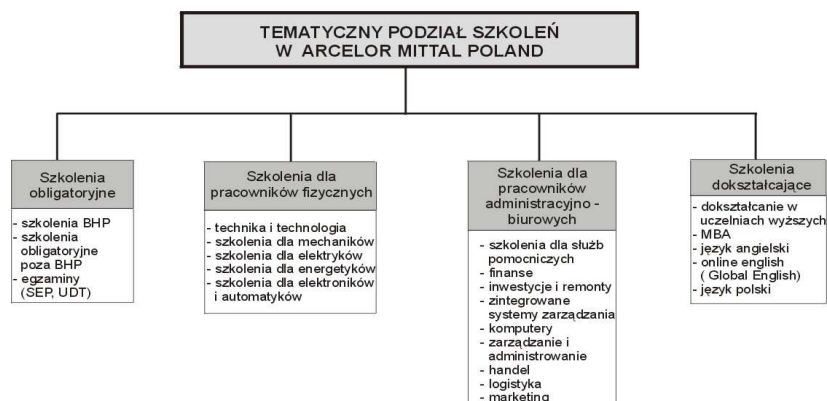 TEMATYCZNY PODZIAŁ SZKOLEŃ
W ARCELOR MITTAL POLAND
Szkolenia
obligatoryjne
- szkolenia BHP
- szkolenia
obligatoryjne
poza BHP
- egzaminy
(SEP, UDT)
Szkolenia dla
pracowników fizycznych
- technika i technologia
- szkolenia dla mechaników
- szkolenia dla elektryków
- szkolenia dla energetyków
- szkolenia dla elektroników
i automatyków
Szkolenia dla
pracowników
administracyjno -
biurowych
- szkolenia dla służb
pomocniczych
- finanse
- inwestycje i remonty
- zintegrowane
systemy zarządzania
- komputery
- zarządzanie i
administrowanie
- handel
- logistyka
- marketing
Szkolenia
dokształcające
- dokształcanie w
uczelniach wyższych
- MBA
- język angielski
- online english
( Global English)
- język polski